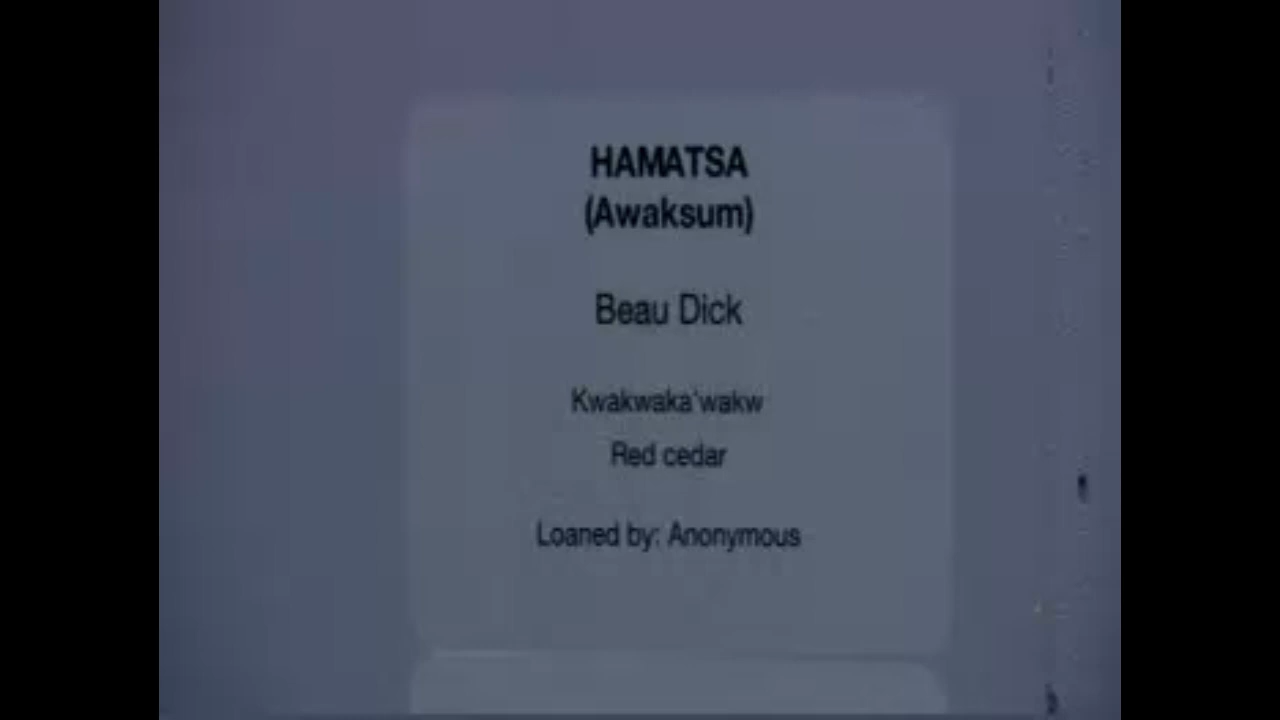 HAMATSA
(Awaksum)
Beau Dick
Kwakwaka'wakw
Red cedar
Loaned by: Anonymous